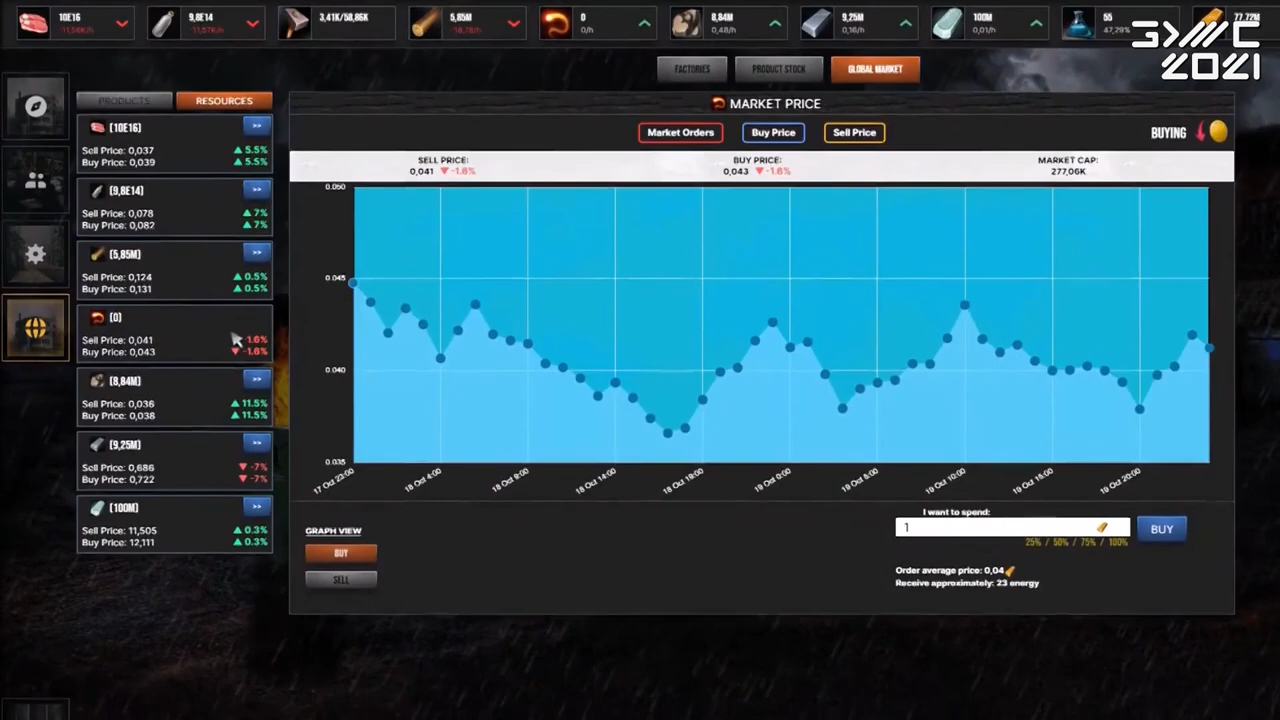 10E16
-11,56K/h
9,8E14
-11,57K/h
3,41K/58,86K
5,85M
-18,78/h
0
0/h
8,84M
0,48/h
9,25M
0,16/h
100M
0,01/h
55
47,29%
77,72M
GMC
2021
FACTORIES
PRODUCT STOCK
GLOBAL MARKET
PRODUCTS
RESOURCES
MARKET PRICE
Market Orders
Buy Price
Sell Price
BUYING
SELL PRICE:
0,041 ▼ -1.6%
BUY PRICE:
0,043 ▼ -1.6%
MARKET CAP:
277,06K
(10E16)
>>
Sell Price: 0,037 ▲ 5.5%
Buy Price: 0,039 ▲ 5.5%
(9,8E14)
>>
Sell Price: 0,078 ▲ 7%
Buy Price: 0,082 ▲ 7%
(5,85M)
>>
Sell Price: 0,124 ▲ 0.5%
Buy Price: 0,131 ▲ 0.5%
(0)
Sell Price: 0,041 -1.6%
Buy Price: 0,043 ▼ -1.6%
(8,84M)
>>
Sell Price: 0,036 ▲ 11.5%
Buy Price: 0,038 ▲ 11.5%
(9,25M)
>>
Sell Price: 0,686 ▼ -7%
Buy Price: 0,722 ▼ -7%
(100M)
>>
Sell Price: 11,505 ▲ 0.3%
Buy Price: 12,111 ▲ 0.3%
0.050
0.045
0.040
0.035
17 Oct 23:00
18 Oct 4:00
18 Oct 9:00
18 Oct 14:00
18 Oct 19:00
19 Oct 0:00
19 Oct 5:00
19 Oct 10:00
19 Oct 15:00
19 Oct 20:00
GRAPH VIEW
BUY
SELL
I want to spend:
1
BUY
25% / 50% / 75% / 100%
Order average price: 0,04
Receive approximately: 23 energy